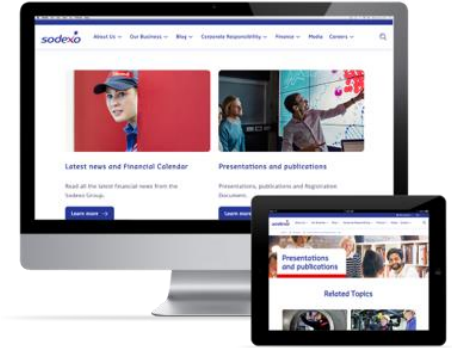 sodexo
About Us Our Business Blog Corporate Responsibility Finance Media Careers
Latest news and Financial Calendar
Presentations and publications
Read all the latest financial news from the
Sodexo Group.
Presentations, publications and Registration
Document.
Learn more →
Learn more
sodexo
Presentations
and publications
Related Topics